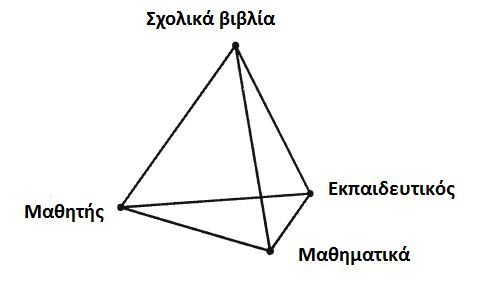 Σχολικά βιβλία
Εκπαιδευτικός
Μαθητής
Μαθηματικά